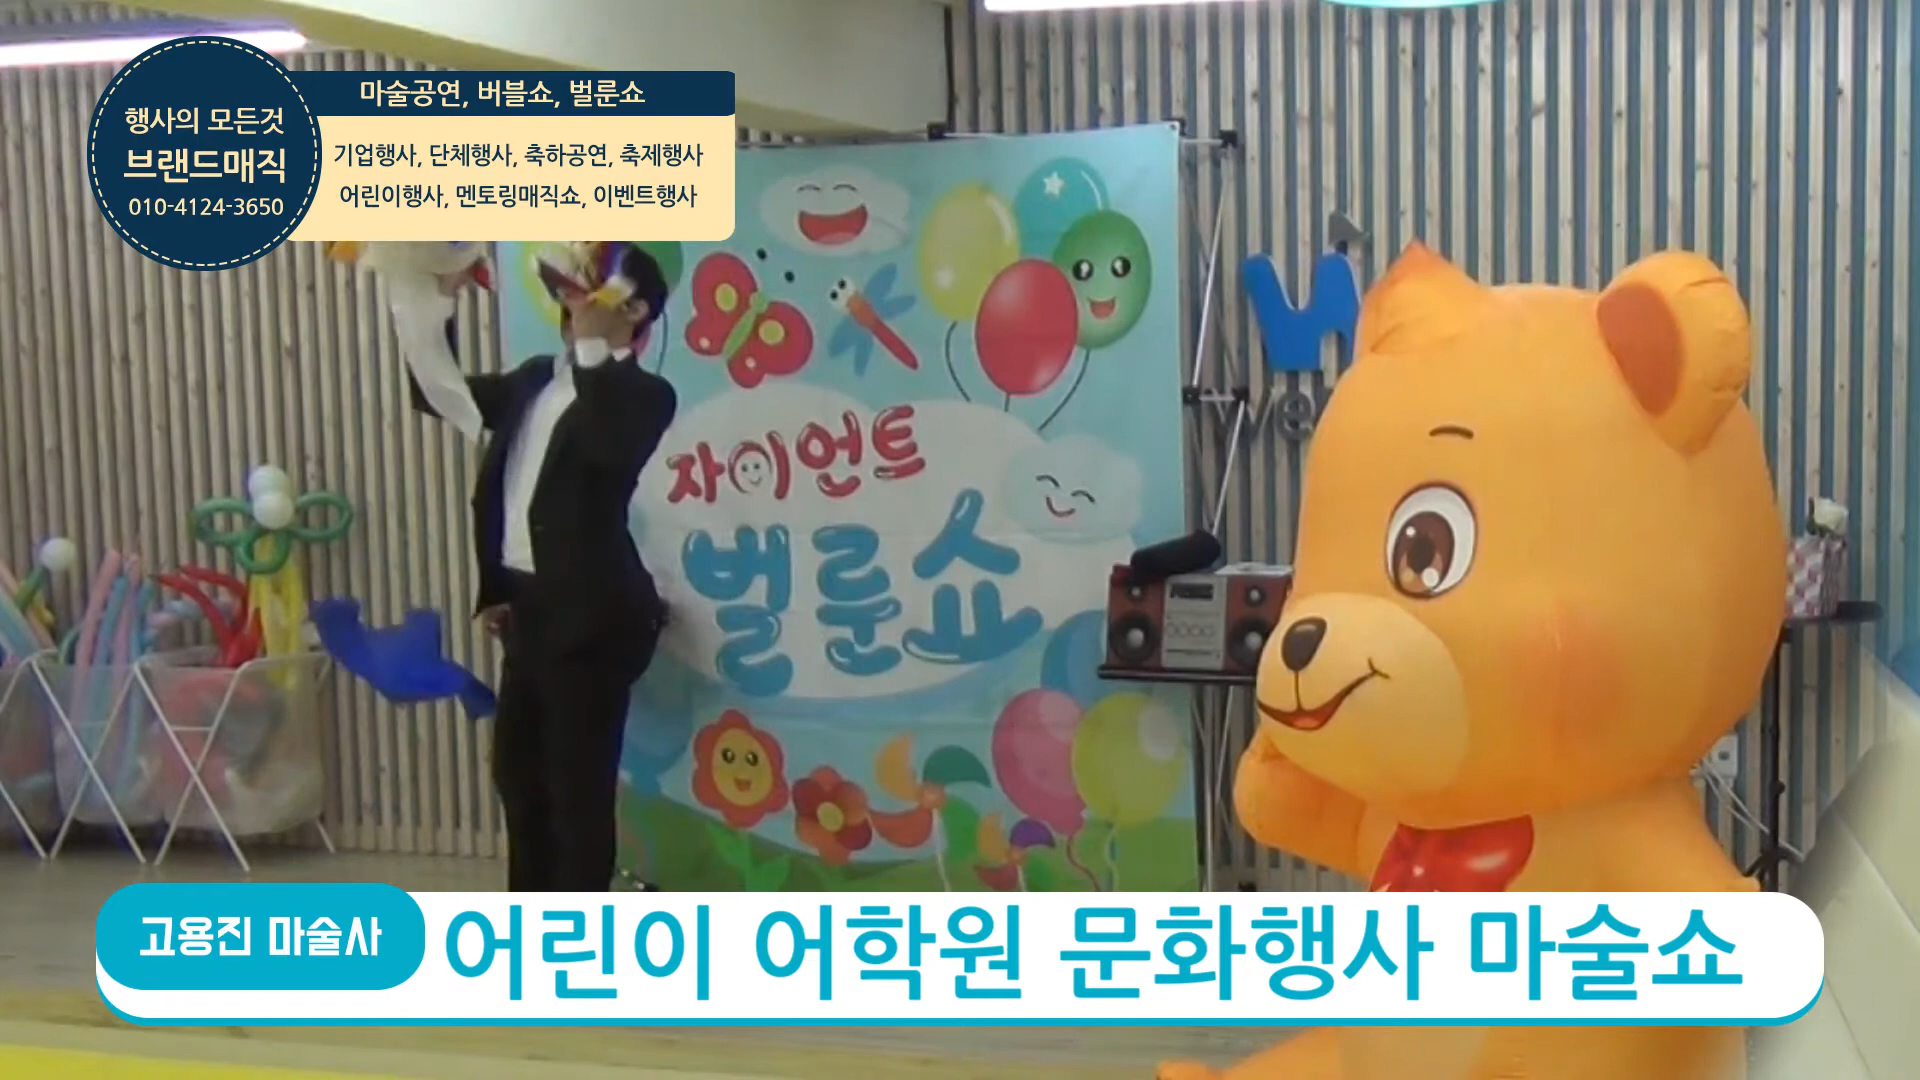 행사의 모든것
브랜드매직
010-4124-3650
마술공연, 버블쇼, 벌룬쇼
기업행사, 단체행사, 축하공연, 축제행사
어린이행사, 멘토링매직쇼, 이벤트행사
자이언트
벌룬쇼
we
고용진 마술사
어린이 어학원 문화행사 마술쇼